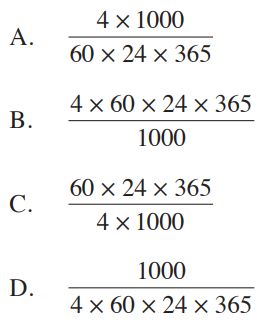 A. 4 × 1000
60 × 24 × 365
B. 4 × 60 × 24 × 365
1000
C. 60 × 24 × 365
4 × 1000
D. 1000
4 × 60 × 24 × 365